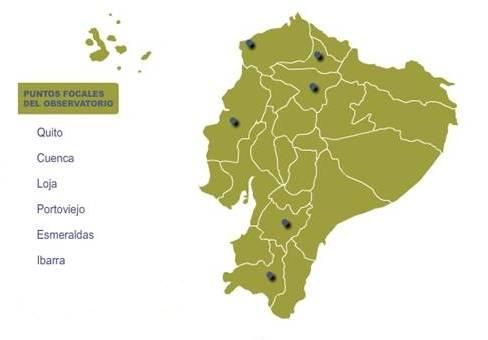 PUNTOS FOCALES
DEL OBSERVATORIO
Quito
Cuenca
Loja
Portoviejo
Esmeraldas
Ibarra